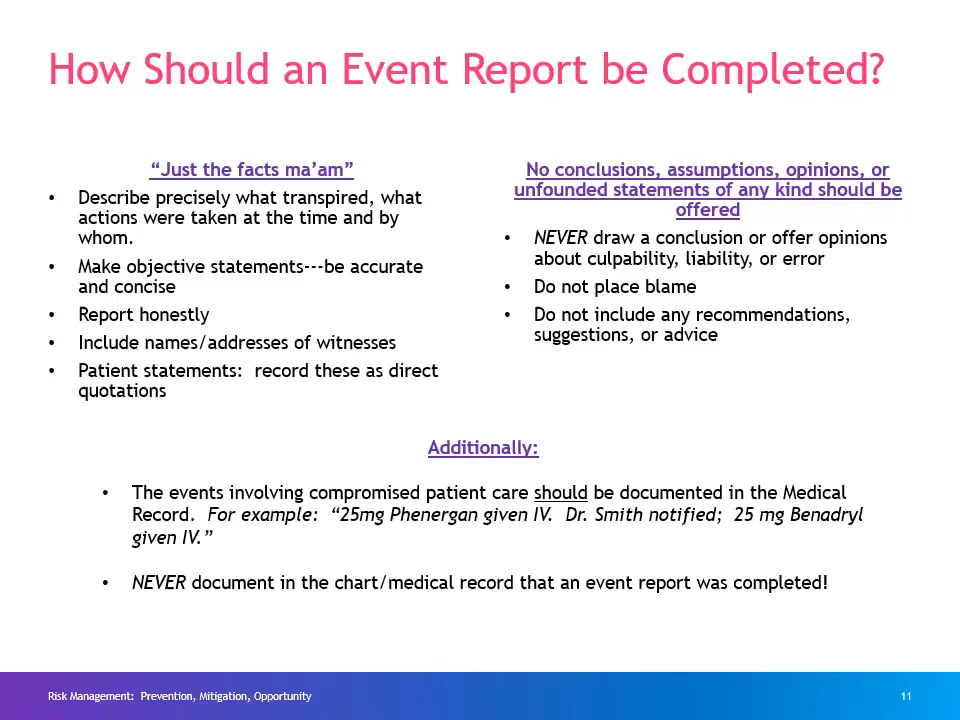 How Should an Event Report be Completed?
“Just the facts ma’am”
• Describe precisely what transpired, what
actions were taken at the time and by
whom.
• Make objective statements---be accurate
and concise
• Report honestly
• Include names/addresses of witnesses
• Patient statements:  record these as direct
quotations
No conclusions, assumptions, opinions, or
unfounded statements of any kind should be
offered
• NEVER draw a conclusion or offer opinions
about culpability, liability, or error
• Do not place blame
• Do not include any recommendations,
suggestions, or advice
Additionally:
• The events involving compromised patient care should be documented in the Medical
Record.  For example:  “25mg Phenergan given IV.  Dr. Smith notified;  25 mg Benadryl
given IV.”
• NEVER document in the chart/medical record that an event report was completed!
Risk Management:  Prevention, Mitigation, Opportunity
11